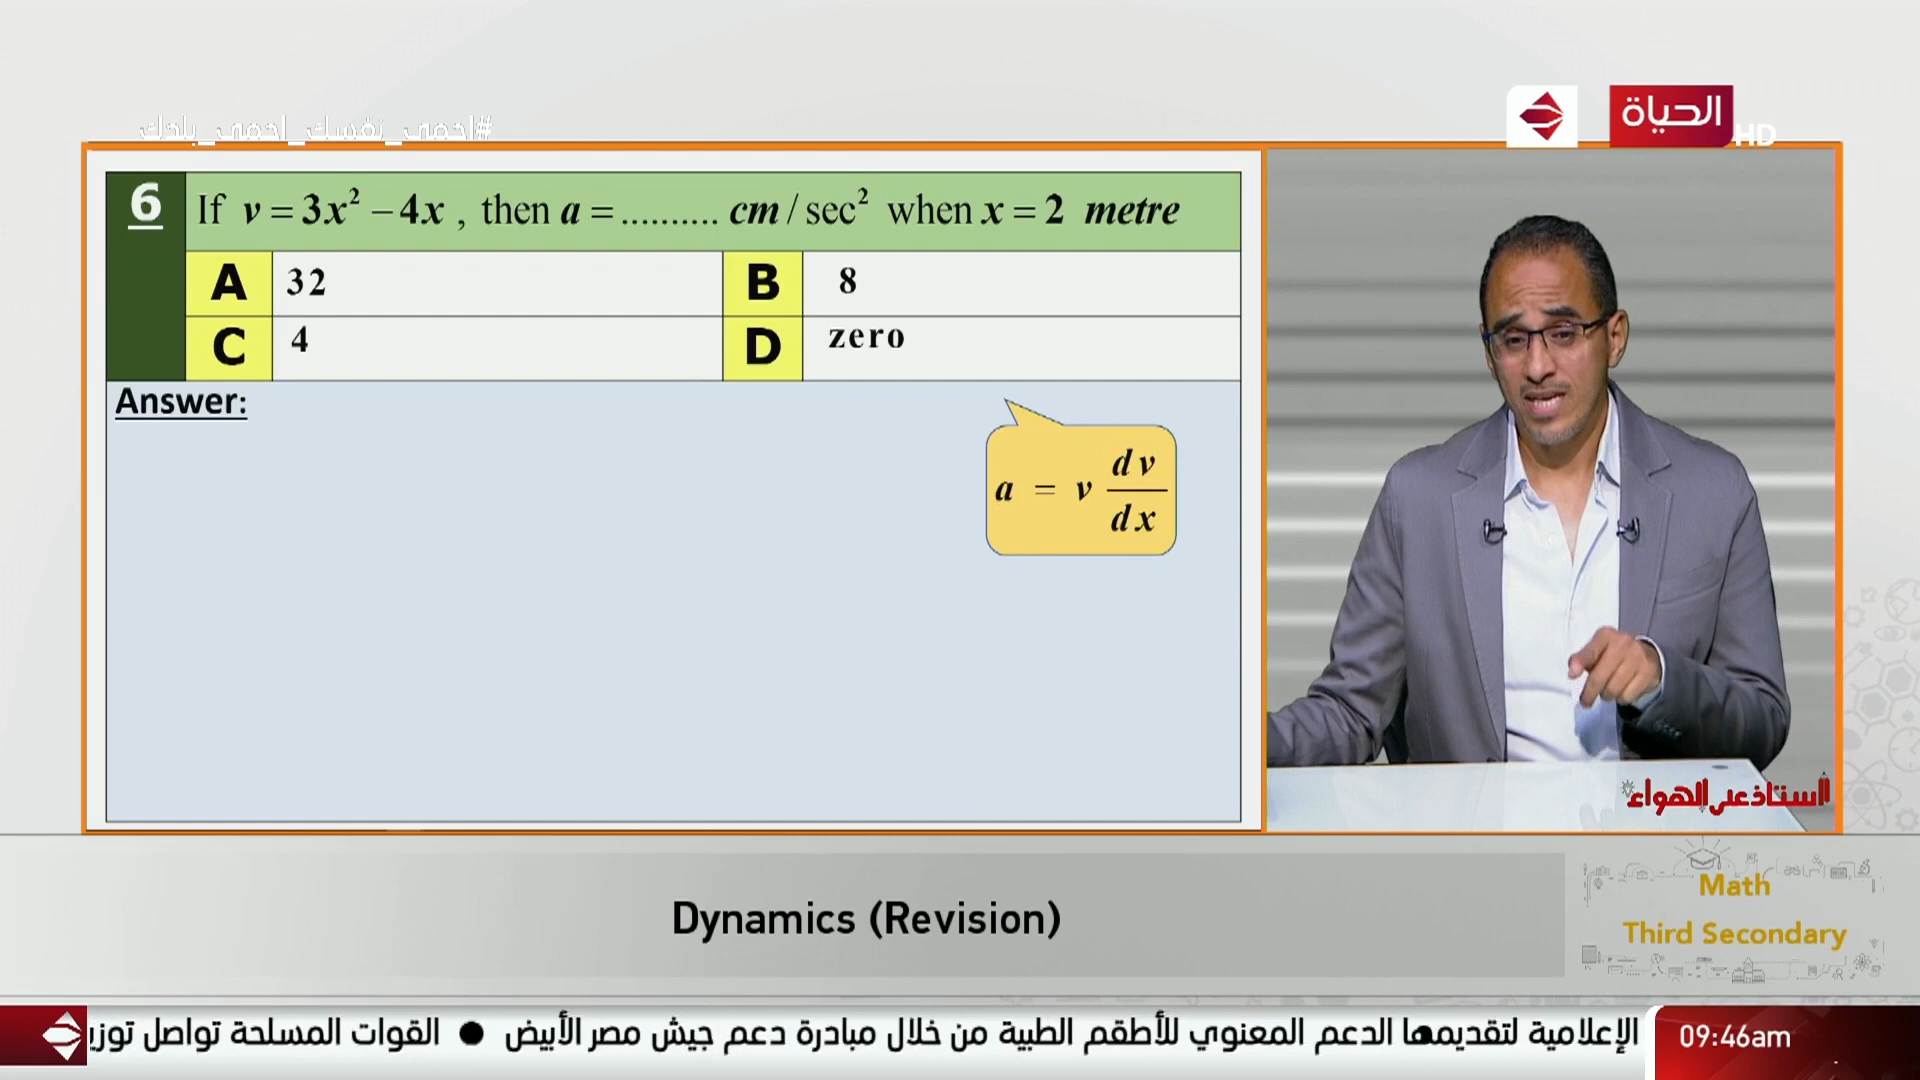 #احمي_نفسك_احمي_بلدك
الحياة
HD
6 If v = 3x² – 4x , then a = .......... cm / sec² when x = 2 metre
A 32 B 8
C 4 D zero
Answer:
a = v dv/dx
أستاذ على الهواء
Dynamics (Revision)
Math
Third Secondary
الإعلامية لتقديمها الدعم المعنوي للأطقم الطبية من خلال مبادرة دعم جيش مصر الأبيض ● القوات المسلحة تواصل توزي
09:46am